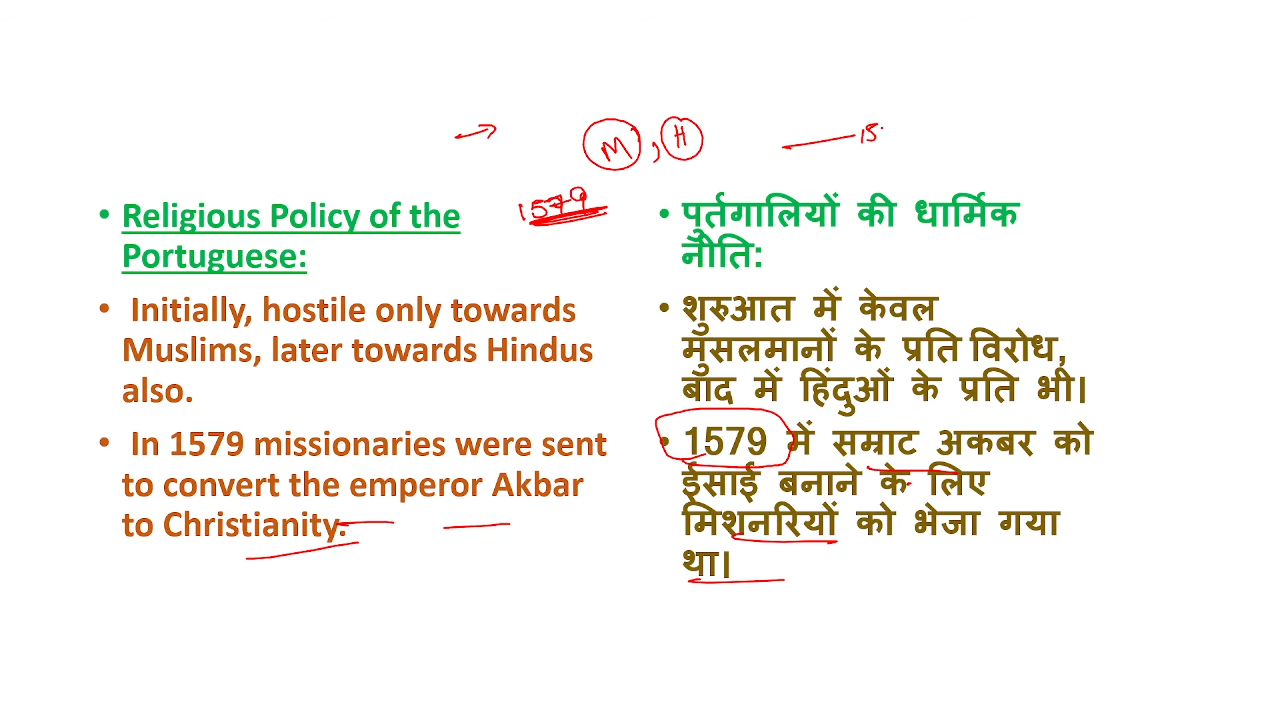 M , H
15
1579
• Religious Policy of the
Portuguese:
• Initially, hostile only towards
Muslims, later towards Hindus
also.
• In 1579 missionaries were sent
to convert the emperor Akbar
to Christianity.
• पुर्तगालियों की धार्मिक
नीति:
• शुरुआत में केवल
मुसलमानों के प्रति विरोध,
बाद में हिंदुओं के प्रति भी।
• 1579 में सम्राट अकबर को
ईसाई बनाने के लिए
मिशनरियों को भेजा गया
था।